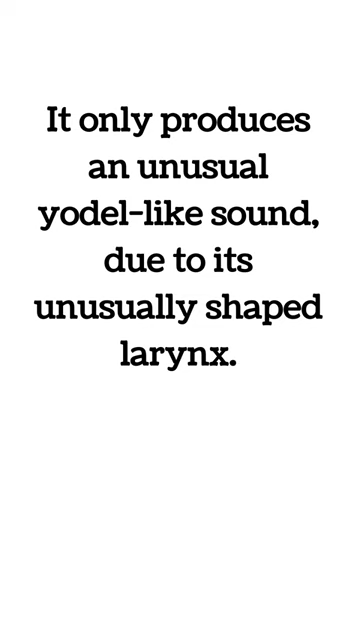 It only produces
an unusual
yodel-like sound,
due to its
unusually shaped
larynx.